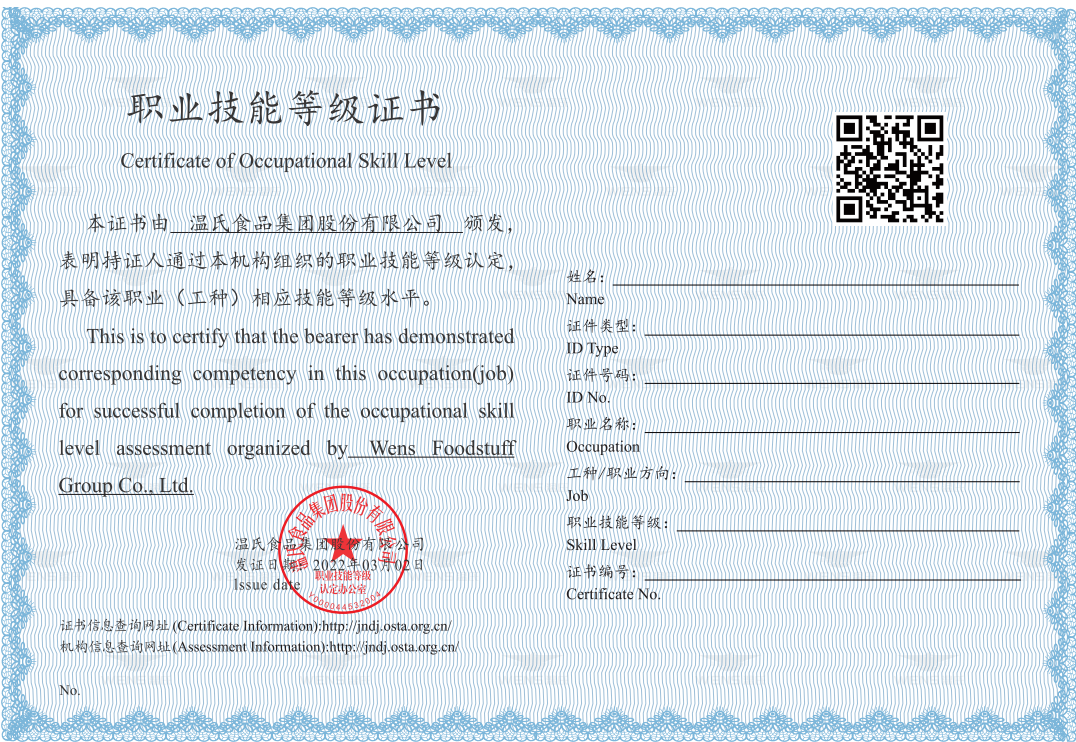 职业技能等级证书
Certificate of Occupational Skill Level
本证书由 温氏食品集团股份有限公司 颁发，
表明持证人通过本机构组织的职业技能等级认定，
具备该职业（工种）相应技能等级水平。
This is to certify that the bearer has demonstrated
corresponding competency in this occupation(job)
for successful completion of the occupational skill
level assessment organized by Wens Foodstuff
Group Co., Ltd.
温氏食品集团股份有限公司
发证日期 2022年03月02日
Issue date
温氏食品集团股份有限公司
职业技能等级
认定办公室
Y000044532004
证书信息查询网址(Certificate Information):http://jndj.osta.org.cn/
机构信息查询网址(Assessment Information):http://jndj.osta.org.cn/
No.
姓名：
Name
证件类型：
ID Type
证件号码：
ID No.
职业名称：
Occupation
工种/职业方向：
Job
职业技能等级：
Skill Level
证书编号：
Certificate No.